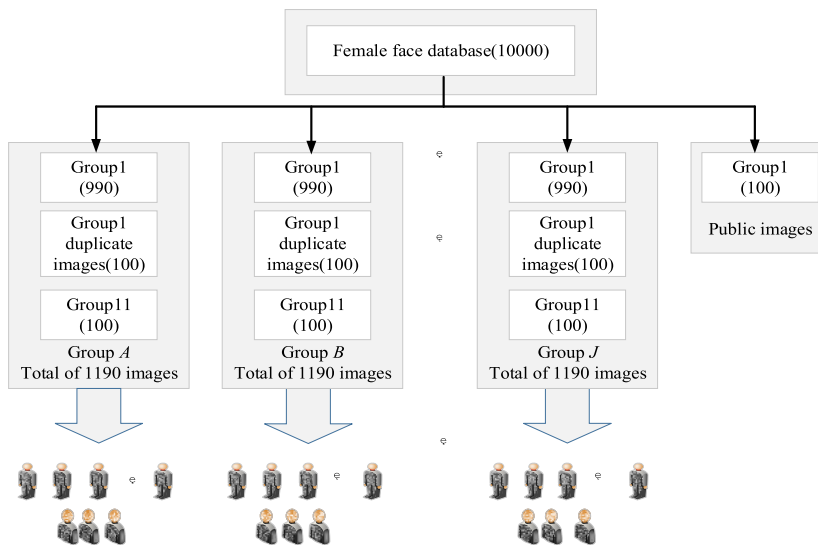 Female face database(10000)
Group1
(990)
Group1
duplicate
images(100)
Group11
(100)
Group A
Total of 1190 images
Group1
(990)
Group1
duplicate
images(100)
Group11
(100)
Group B
Total of 1190 images
Group1
(990)
Group1
duplicate
images(100)
Group11
(100)
Group J
Total of 1190 images
Group1
(100)
Public images